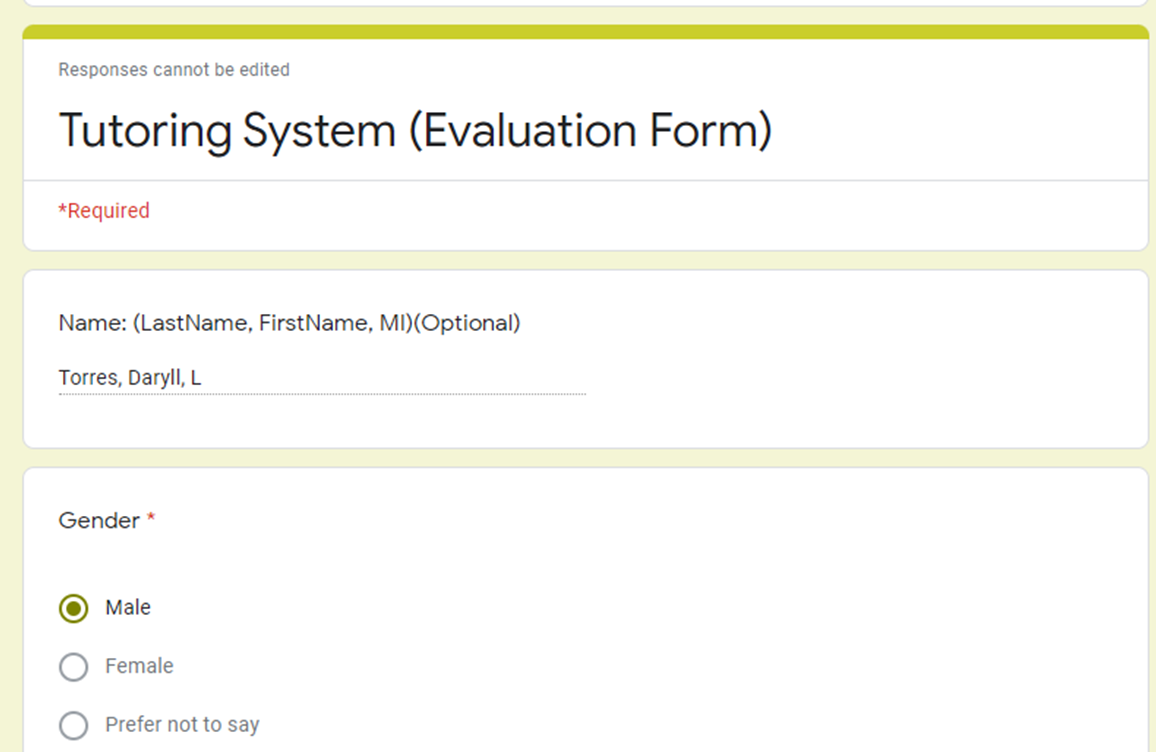 Responses cannot be edited
Tutoring System (Evaluation Form)
*Required
Name: (LastName, FirstName, MI)(Optional)
Torres, Daryll, L
Gender *
Male
Female
Prefer not to say